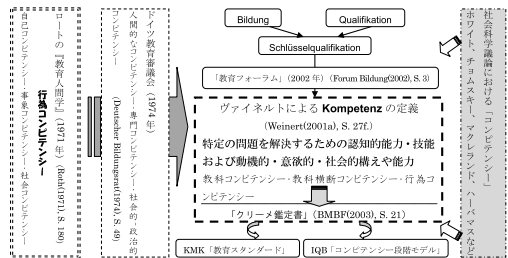 ロートの『教育人間学』(1971年)(Roth(1971), S. 180)
行為コンピテンシー
自己コンピテンシー・事象コンピテンシー・社会コンピテンシー
ドイツ教育審議会(1974年)
人間的なコンピテンシー・専門コンピテンシー・社会的-政治的
コンピテンシー (Deutscher Bildungsrat(1974), S. 49)
Bildung
Qualifikation
Schlüsselqualifikation
「教育フォーラム」(2002年)(Forum Bildung(2002), S. 3)
ヴァイネルトによる Kompetenz の定義
(Weinert(2001a), S. 27f.)
特定の問題を解決するための認知的能力・技能
および動機的・意欲的・社会的構えや能力
教科コンピテンシー・教科横断コンピテンシー・行為コ
ンピテンシー
「クリーメ鑑定書」(BMBF(2003), S. 21)
KMK「教育スタンダード」
IQB「コンピテンシー段階モデル」
社会科学議論における「コンピテンシー」
ホワイト、チョムスキー、マクレランド、ハーバマスなど